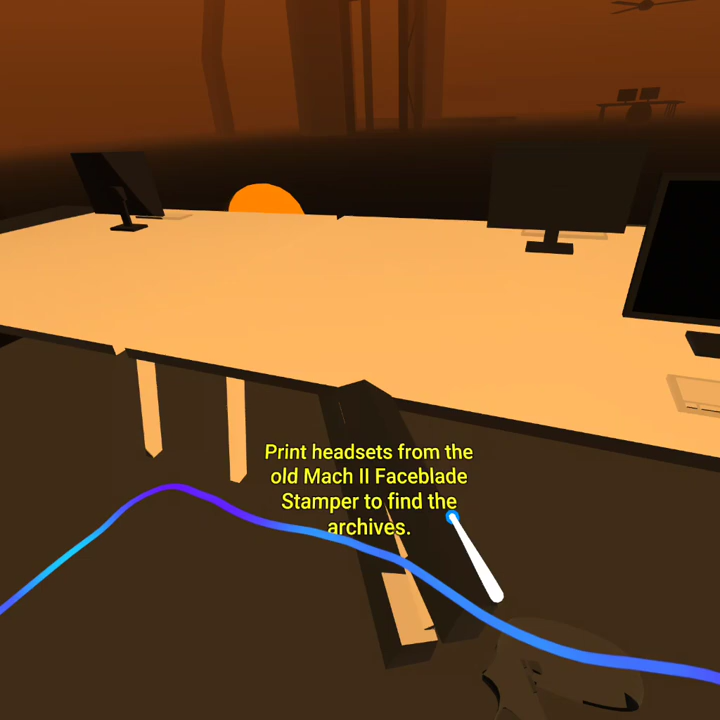 Print headsets from the
old Mach II Faceblade
Stamper to find the
archives.